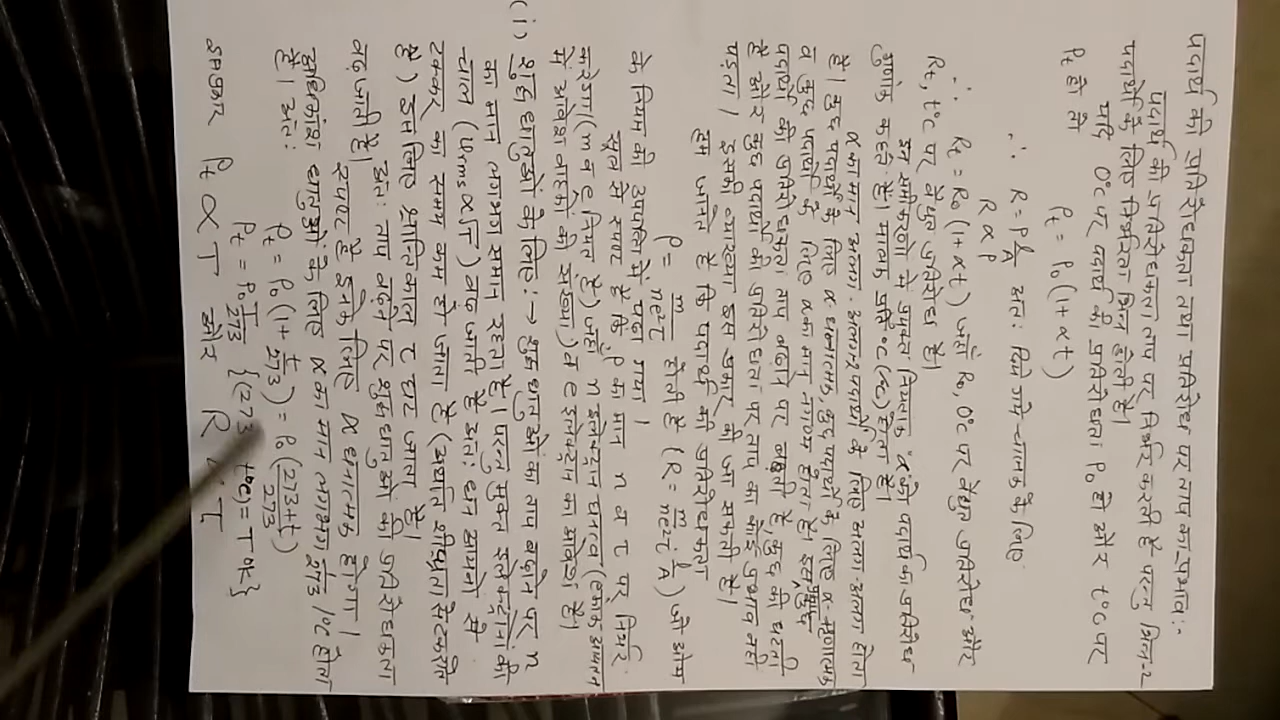 पदार्थ की प्रतिरोधकता तथा प्रतिरोध पर ताप का प्रभाव:-
पदार्थ की प्रतिरोधकता ताप पर निर्भर करती है परन्तु भिन्न-2
पदार्थों के लिए निर्भरता भिन्न होती है।
यदि 0°C पर पदार्थ की प्रतिरोधकता ρ₀ हो और t°C पर
ρt हो तो
ρt = ρ₀(1+αt)
∴ R = ρ l/A अतः दिये गये चालक के लिए
R α ρ
∴ Rt = R₀(1+αt) जहाँ R₀, 0°C पर वैद्युत प्रतिरोध और
Rt, t°C पर वैद्युत प्रतिरोध है।
इन समीकरणों में प्रयुक्त नियतांक 'α' को पदार्थ का प्रतिरोध
गुणांक कहते हैं। मात्रक प्रति °C (/°C) होता है।
α का मान अलग-अलग पदार्थों के लिए अलग-अलग होता
है। कुछ पदार्थों के लिए α धनात्मक, कुछ पदार्थों के लिए α ऋणात्मक
व कुछ पदार्थों के लिए α का मान नगण्य होता है।
पदार्थों की प्रतिरोधकता ताप बढ़ाने पर बढ़ती है, कुछ की घटती
है और कुछ पदार्थों की प्रतिरोधकता पर ताप का कोई प्रभाव नहीं
पड़ता। इसकी व्याख्या इस प्रकार की जा सकती है।
हम जानते हैं कि पदार्थ की प्रतिरोधकता
ρ = m/ne²τ होती है (R = m/ne²τ · l/A) जो ओम
के नियम की उपपत्ति में पढ़ा गया।
सूत्र से स्पष्ट है कि ρ का मान n व τ पर निर्भर
करेगा (m व e नियत हैं) जहाँ n इलेक्ट्रॉन घनत्व (एकांक आयतन
में आवेश वाहकों की संख्या) व e इलेक्ट्रॉन का आवेश है।
(i) शुद्ध धातुओं के लिए:→ शुद्ध धातुओं का ताप बढ़ाने पर n
का मान लगभग समान रहता है। परन्तु मुक्त इलेक्ट्रॉनों की
चाल (Urms α √T) बढ़ जाती है अतः धन आयनों से
टक्कर का समय कम हो जाता है (अर्थात शीघ्रता से टकराते
हैं) इसलिए श्रांतिकाल τ घट जाता है।
अतः ताप बढ़ने पर शुद्ध धातुओं की प्रतिरोधकता
बढ़ जाती है।
स्पष्ट है इनके लिए α धनात्मक होगा।
अधिकांश धातुओं के लिए α का मान लगभग 1/273 /°C होता
है। अतः
ρt = ρ₀(1 + t/273) = ρ₀(273+t/273)
ρt = ρ₀ T/273 {(273 t°C) = T°K}
ρt α T और R α T